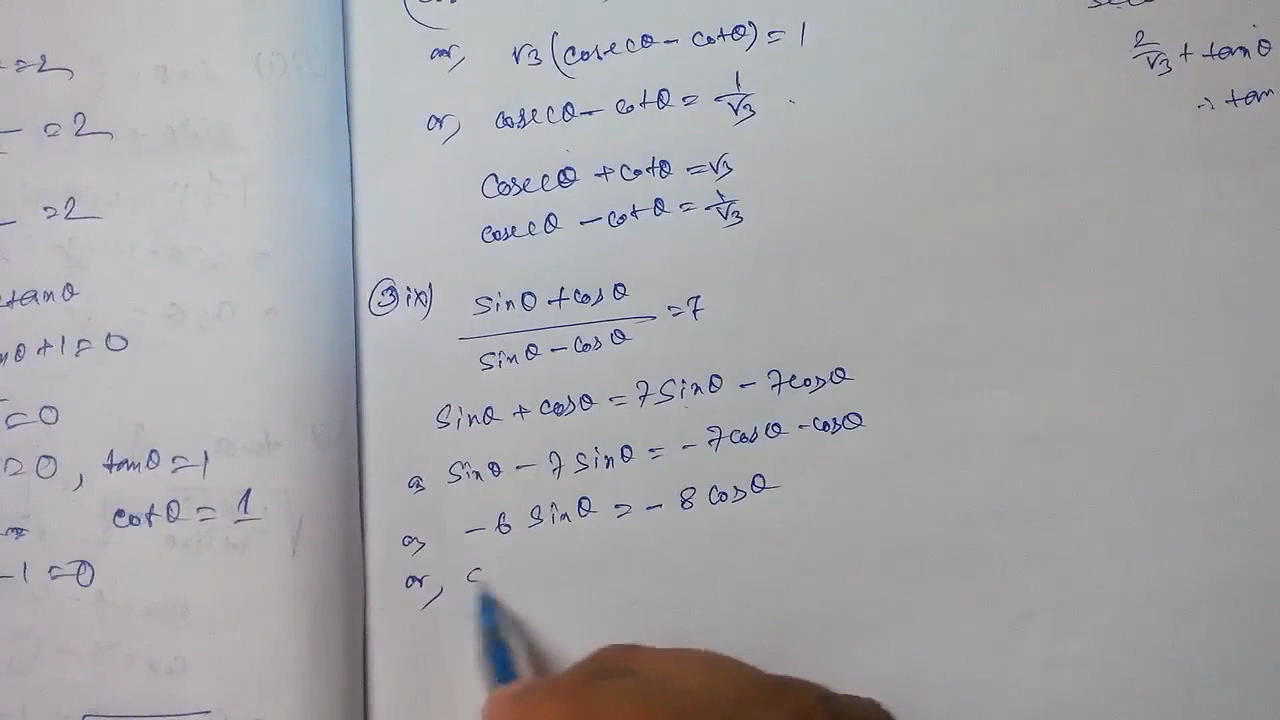 =2
= 2
= 2
tanθ
+1=0
=0
=0, tanθ=1
cotθ = 1
-1=0
or, √3(cosecθ - cotθ) = 1
or, cosecθ - cotθ = 1/√3
cosecθ + cotθ = √3
cosecθ - cotθ = 1/√3
3 ix) (sinθ + cosθ)/(sinθ - cosθ) = 7
sinθ + cosθ = 7sinθ - 7cosθ
or sinθ - 7sinθ = -7cosθ - cosθ
or, -6 sinθ = -8 cosθ
or,
2/√3 + tanθ
∴ tan